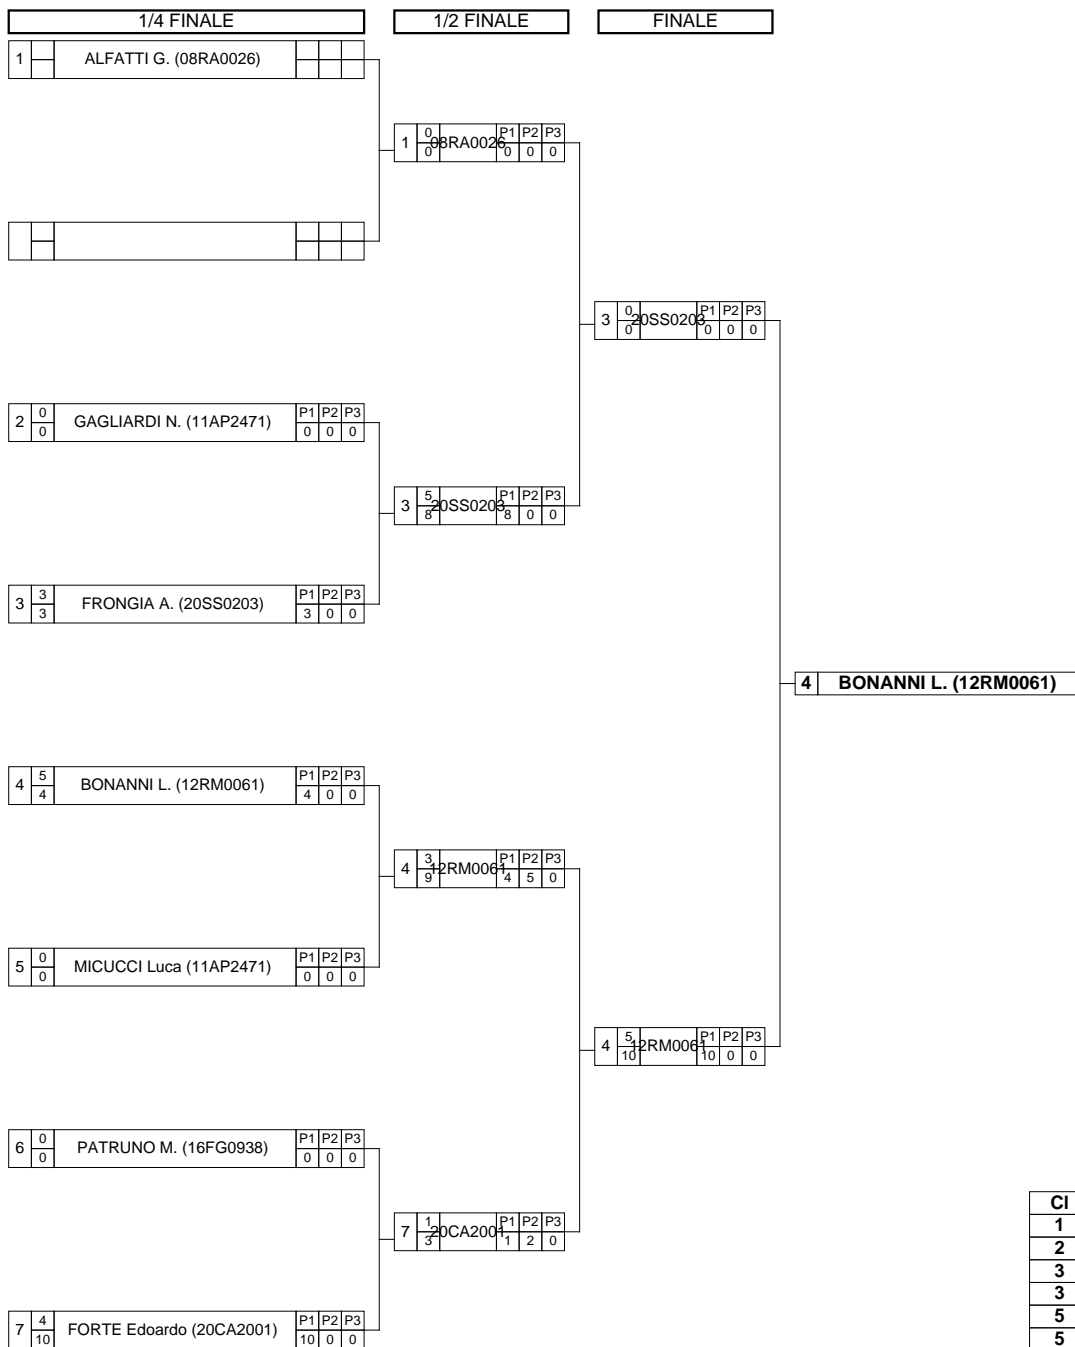 1/4 FINALE 1/2 FINALE FINALE
1 ALFATTI G. (08RA0026)
0 P1 P2 P3
1 08RA0026
0 0 0 0
0 P1 P2 P3
3 20SS0203
0 0 0 0
0 P1 P2 P3
2 GAGLIARDI N. (11AP2471)
0 0 0 0
5 P1 P2 P3
3 20SS0203
8 8 0 0
3 P1 P2 P3
3 FRONGIA A. (20SS0203)
3 3 0 0
4 BONANNI L. (12RM0061)
5 P1 P2 P3
4 BONANNI L. (12RM0061)
4 4 0 0
3 P1 P2 P3
4 12RM0061
9 4 5 0
0 P1 P2 P3
5 MICUCCI Luca (11AP2471)
0 0 0 0
5 P1 P2 P3
4 12RM0061
10 10 0 0
0 P1 P2 P3
6 PATRUNO M. (16FG0938)
0 0 0 0
1 P1 P2 P3
7 20CA2001
3 1 2 0
4 P1 P2 P3
7 FORTE Edoardo (20CA2001)
10 10 0 0
Cl
1
2
3
3
5
5